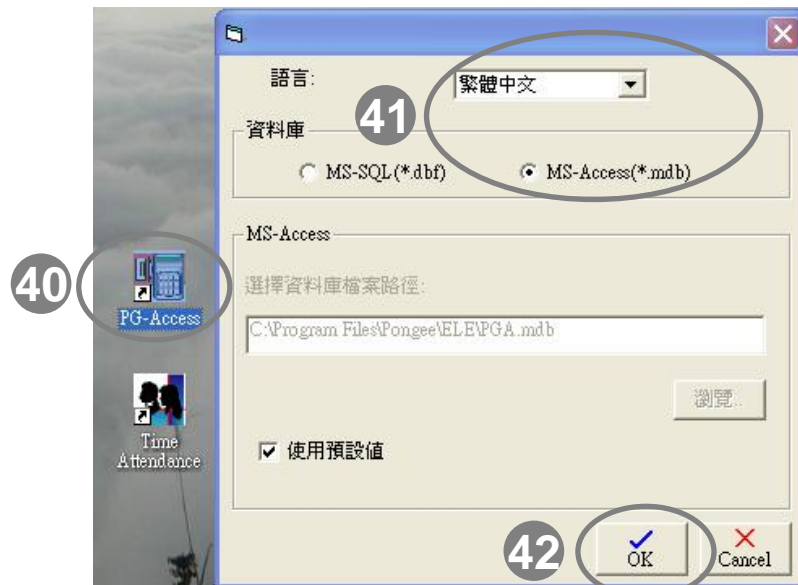 語言:
繁體中文
41
資料庫
MS-SQL(*.dbf)
MS-Access(*.mdb)
MS-Access
40
選擇資料庫檔案路徑:
PG-Access
C:\Program Files\Pongee\ELE\PGA.mdb
瀏覽..
Time
Attendance
使用預設值
42
OK
Cancel